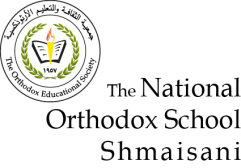 جمعية الثقافة والتعليم الأرثوذكسية
١٩٥٧
The Orthodox Educational Society
The National
Orthodox School
Shmaisani